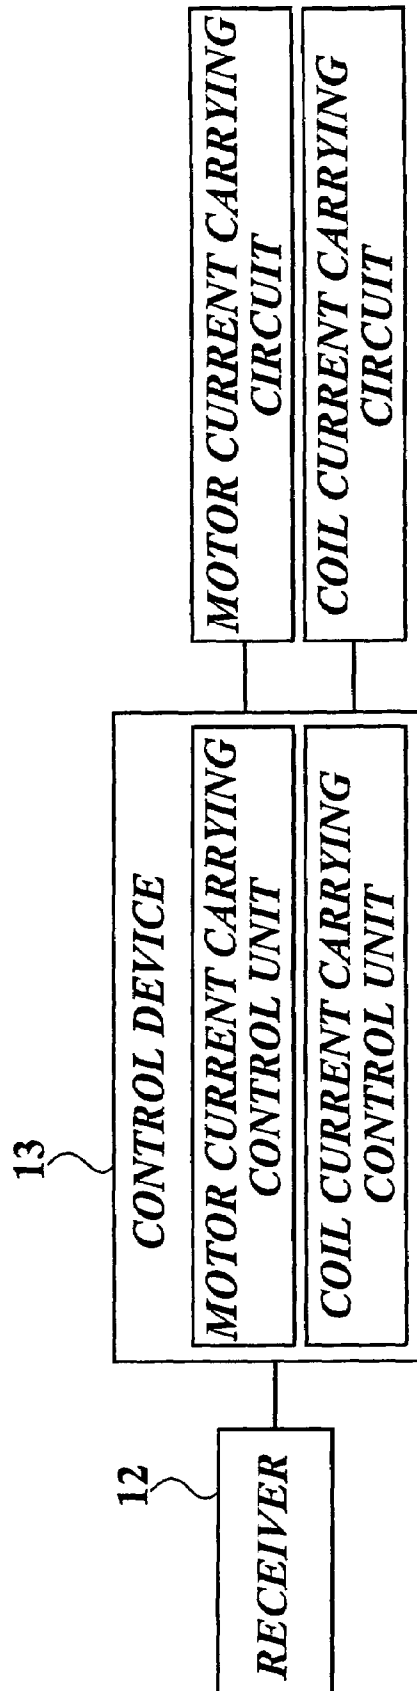 12
RECEIVER
13
CONTROL DEVICE
MOTOR CURRENT CARRYING
CONTROL UNIT
COIL CURRENT CARRYING
CONTROL UNIT
MOTOR CURRENT CARRYING
CIRCUIT
COIL CURRENT CARRYING
CIRCUIT